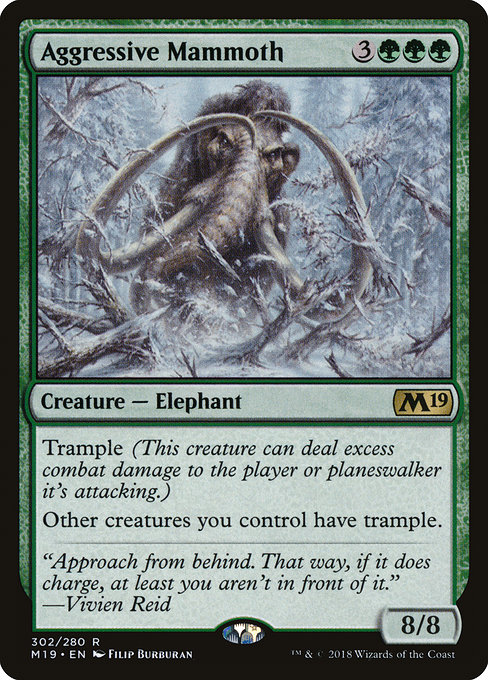 Aggressive Mammoth 3
Creature — Elephant M19
Trample (This creature can deal excess
combat damage to the player or planeswalker
it's attacking.)
Other creatures you control have trample.
“Approach from behind. That way, if it does
charge, at least you aren't in front of it.”
—Vivien Reid
8/8
302/280 R
M19 • EN Filip Burburan
™ & © 2018 Wizards of the Coast